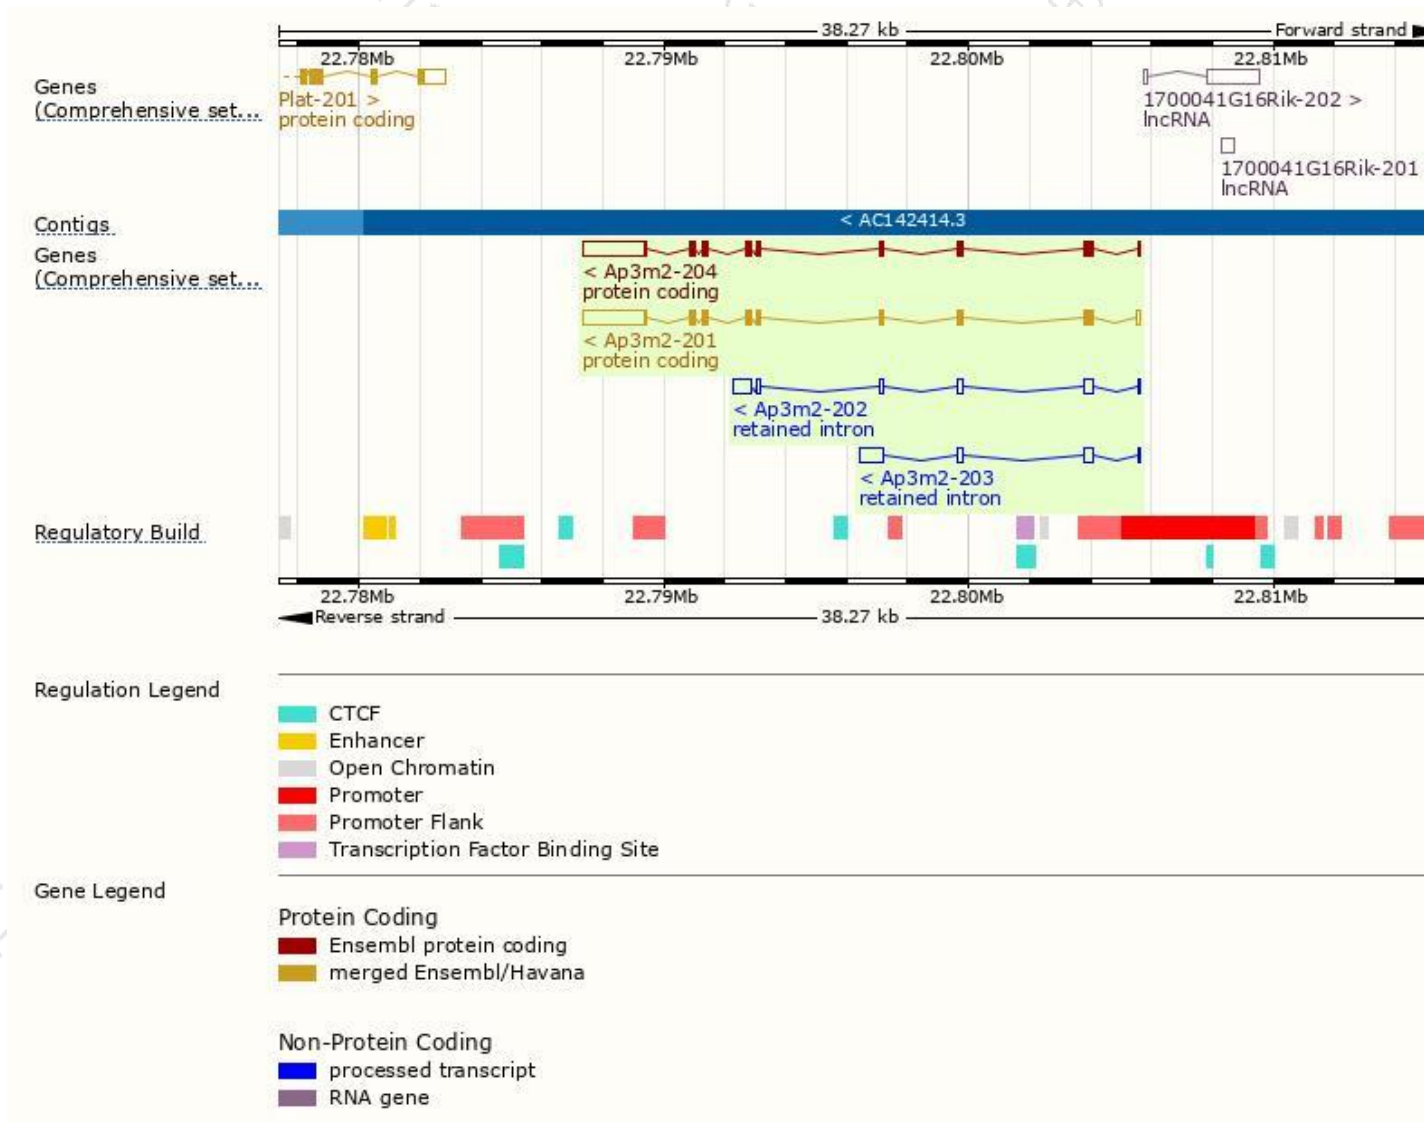 38.27 kb
Forward strand
22.78Mb 22.79Mb 22.80Mb 22.81Mb
Genes
(Comprehensive set...
Plat-201 >
protein coding
1700041G16Rik-202 >
lncRNA
1700041G16Rik-201
lncRNA
Contigs
< AC142414.3
Genes
(Comprehensive set...
< Ap3m2-204
protein coding
< Ap3m2-201
protein coding
< Ap3m2-202
retained intron
< Ap3m2-203
retained intron
Regulatory Build
22.78Mb 22.79Mb 22.80Mb 22.81Mb
Reverse strand
38.27 kb
Regulation Legend
CTCF
Enhancer
Open Chromatin
Promoter
Promoter Flank
Transcription Factor Binding Site
Gene Legend
Protein Coding
Ensembl protein coding
merged Ensembl/Havana
Non-Protein Coding
processed transcript
RNA gene